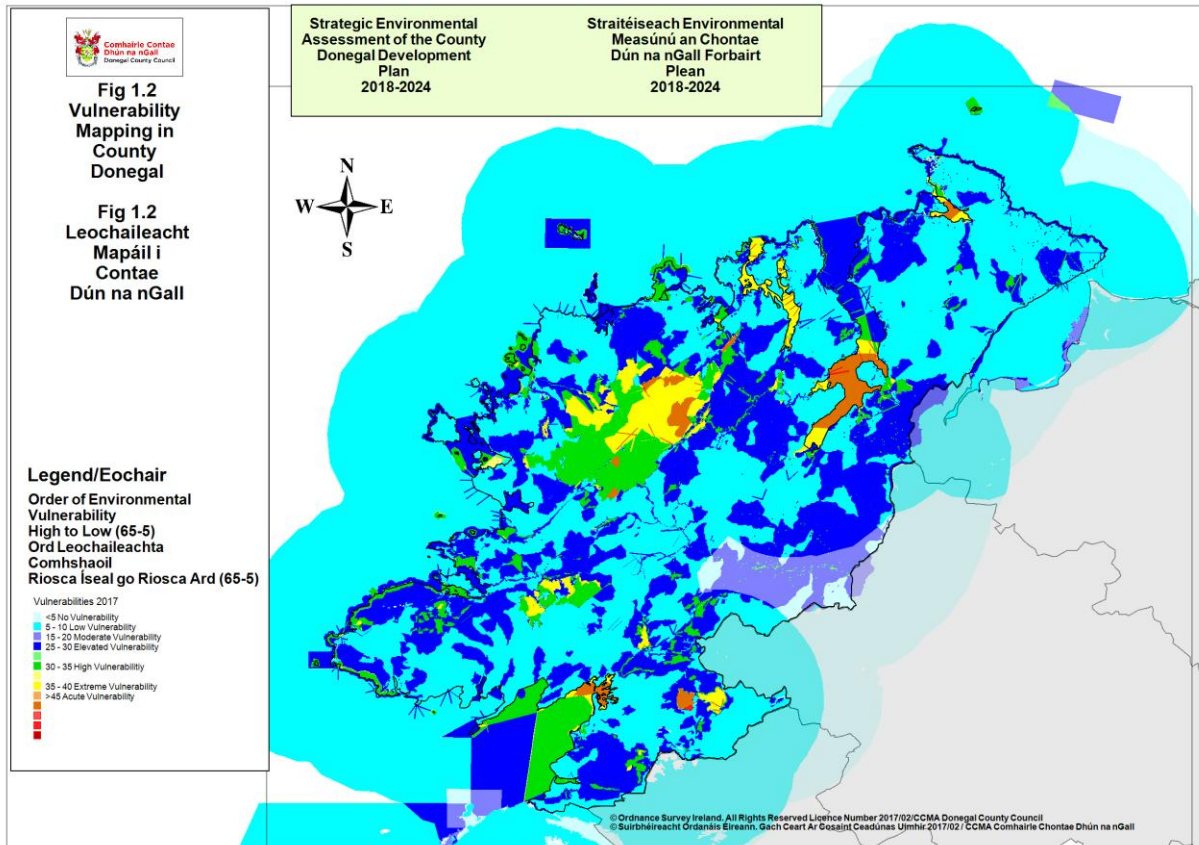 Comhairle Contae
Dhún na nGall
Donegal County Council
Fig 1.2
Vulnerability
Mapping in
County
Donegal
Fig 1.2
Leochaileacht
Mapáil i
Contae
Dún na nGall
Strategic Environmental
Assessment of the County
Donegal Development
Plan
2018-2024
Straitéiseach Environmental
Measúnú an Chontae
Dún na nGall Forbairt
Plean
2018-2024
N
W E
S
Legend/Eochair
Order of Environmental
Vulnerability
High to Low (65-5)
Ord Leochaileachta
Comhshaoil
Riosca Íseal go Riosca Ard (65-5)
Vulnerabilities 2017
<5 No Vulnerability
5 - 10 Low Vulnerability
15 - 20 Moderate Vulnerability
25 - 30 Elevated Vulnerability
30 - 35 High Vulnerabilitiy
35 - 40 Extreme Vulnerability
>45 Acute Vulnerability
© Ordnance Survey Ireland. All Rights Reserved Licence Number 2017/02/CCMA Donegal County Council
© Suirbhéireacht Ordanáis Éireann. Gach Ceart Ar Cosaint Ceadúnas Uimhir 2017/02 / CCMA Comhairle Chontae Dhún na nGall